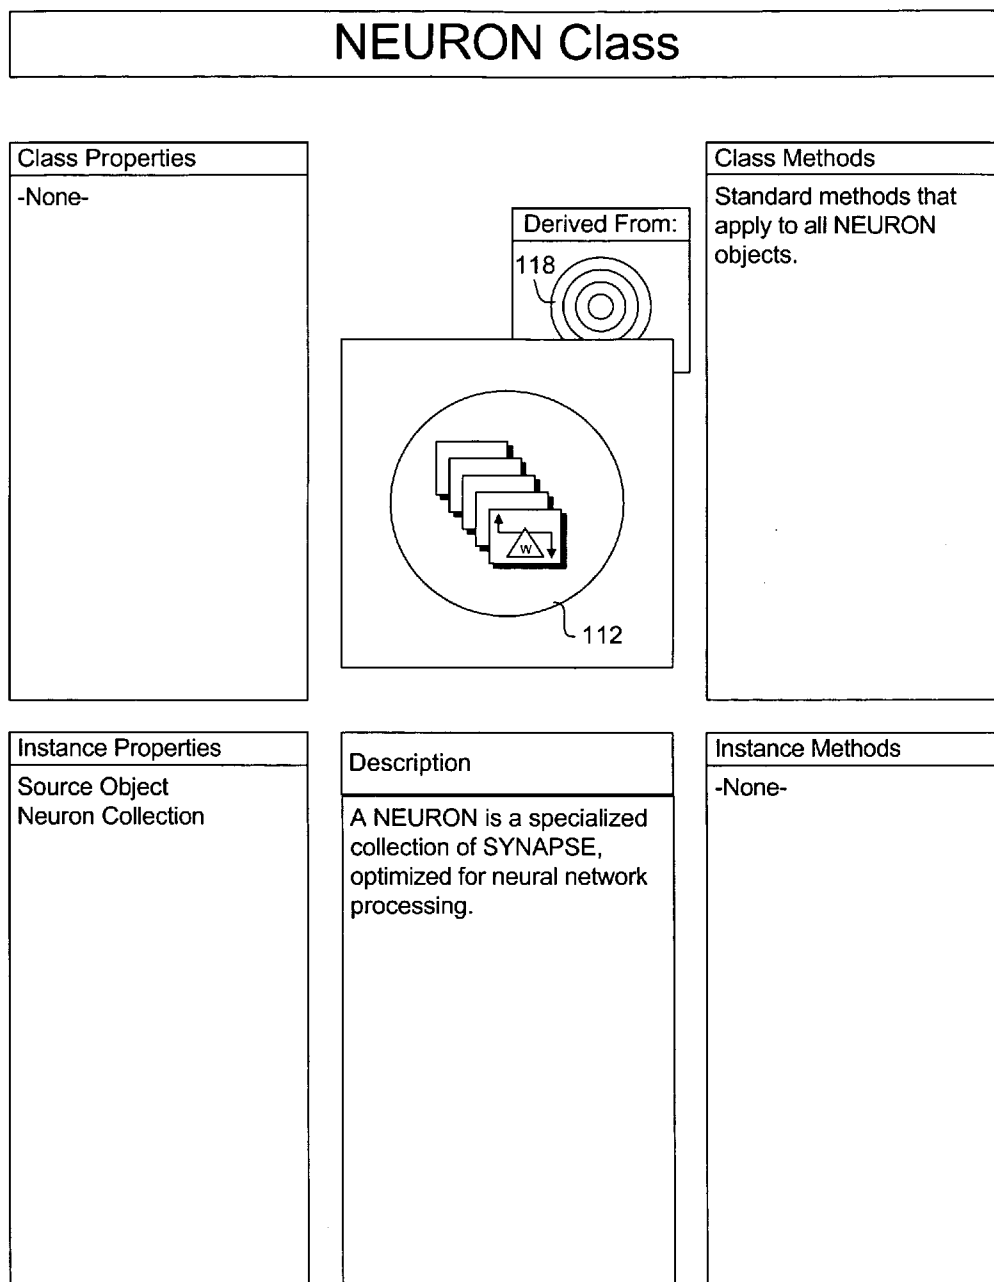 NEURON Class
Class Properties
-None-
Derived From:
118
Class Methods
Standard methods that
apply to all NEURON
objects.
W
112
Instance Properties
Source Object
Neuron Collection
Description
A NEURON is a specialized
collection of SYNAPSE,
optimized for neural network
processing.
Instance Methods
-None-